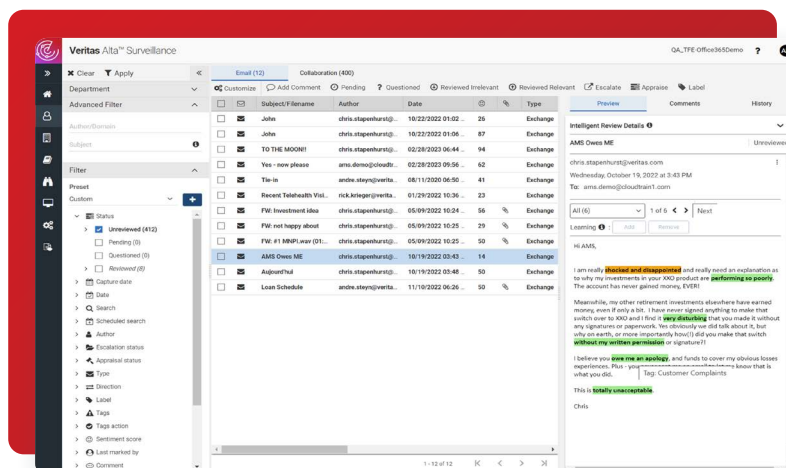 Veritas Alta™ Surveillance
QA_TFE-Office365Demo ?
Clear Apply
Department
Advanced Filter
Author/Domain
Subject
Filter
Preset
Custom
Status
Unreviewed (412)
Pending (0)
Questioned (0)
Reviewed (8)
Capture date
Date
Search
Scheduled search
Author
Escalation status
Appraisal status
Type
Direction
Label
Tags
Tags action
Sentiment score
Last marked by
Comment
Email (12) Collaboration (400)
Customize Add Comment Pending ? Questioned Reviewed Irrelevant Reviewed Relevant Escalate Appraise Label
Subject/Filename Author Date Type
John chris.stapenhurst@... 10/22/2022 01:02 ... 26 Exchange
John chris.stapenhurst@... 10/22/2022 01:06 ... 87 Exchange
TO THE MOON!! chris.stapenhurst@... 02/28/2023 06:44 ... 94 Exchange
Yes - now please ams.demo@cloudtr... 02/28/2023 09:56 ... 62 Exchange
Tie-in andre.steyn@verita... 08/11/2020 06:50 ... 41 Exchange
Recent Telehealth Visi... rick.krieger@verita... 01/29/2022 10:36 ... 23 Exchange
FW: Investment idea chris.stapenhurst@... 05/09/2022 10:24 ... 56 Exchange
FW: not happy about chris.stapenhurst@... 05/09/2022 10:25 ... 29 Exchange
FW: #1 MNPI.wav (01:... chris.stapenhurst@... 05/09/2022 10:25 ... 50 Exchange
AMS Owes ME chris.stapenhurst@... 10/19/2022 03:43 ... 14 Exchange
Aujourd'hui chris.stapenhurst@... 10/19/2022 03:48 ... 50 Exchange
Loan Schedule andre.steyn@verita... 11/10/2022 06:26 ... 50 Exchange
1 - 12 of 12
Preview Comments History
Intelligent Review Details
AMS Owes ME Unreviewed
chris.stapenhurst@veritas.com
Wednesday, October 19, 2022 at 3:43 PM
To: ams.demo@cloudtrain1.com
All (6) 1 of 6 Next
Learning : Add Remove
Hi AMS,
I am really shocked and disappointed and really need an explanation as
to why my investments in your XXO product are performing so poorly.
The account has never gained money, EVER!
Meanwhile, my other retirement investments elsewhere have earned
money, even if only a bit. I have never signed anything to make that
switch over to XXO and I find it very disturbing that you made it without
any signatures or paperwork. Yes obviously we did talk about it, but
why on earth, or more importantly how(!) did you make that switch
without my written permission or signature?!
I believe you owe me an apology, and funds to cover my obvious losses
experiences. Plus - you know that is
what you did.
Tag: Customer Complaints
This is totally unacceptable.
Chris